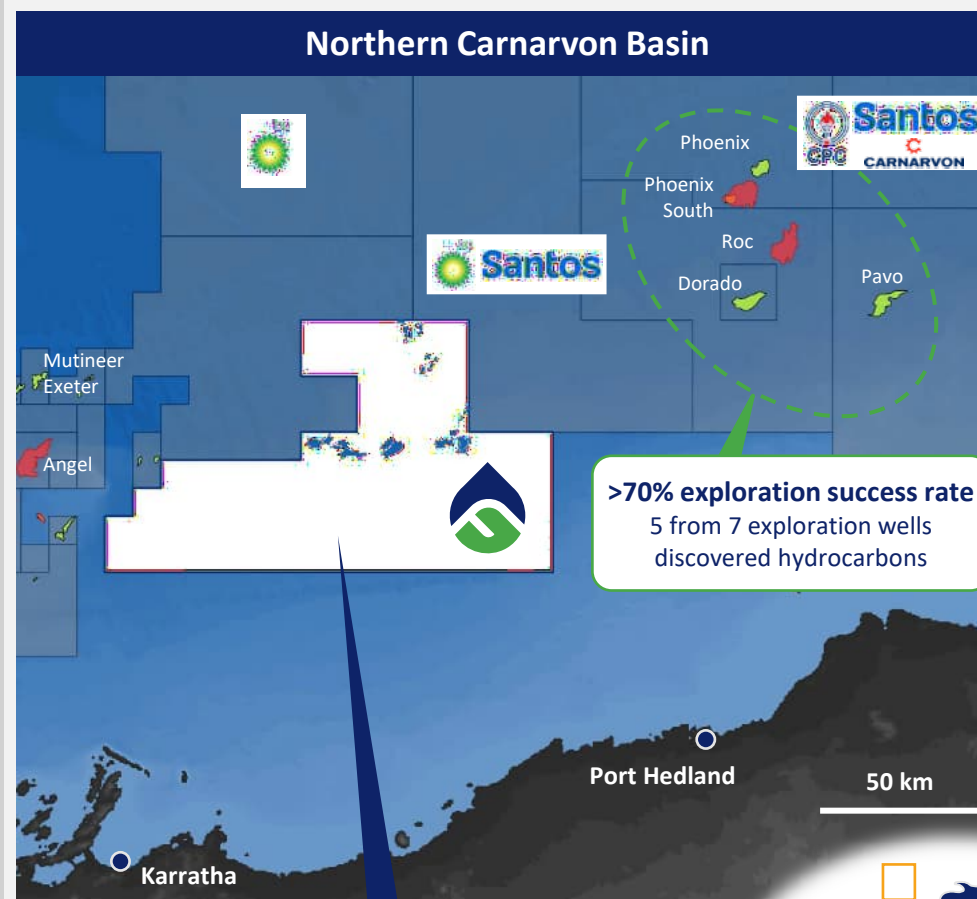 Northern Carnarvon Basin
Phoenix
Santos
CPC
CARNARVON
Phoenix
South
Roc
Santos
Dorado
Pavo
Mutineer
Exeter
Angel
>70% exploration success rate
5 from 7 exploration wells
discovered hydrocarbons
Port Hedland
50 km
Karratha